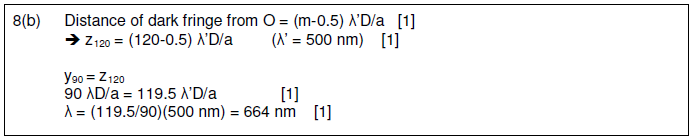 8(b) Distance of dark fringe from O = (m-0.5) λ'D/a [1]
➔ z120 = (120-0.5) λ'D/a (λ' = 500 nm) [1]
y90 = z120
90 λD/a = 119.5 λ'D/a [1]
λ = (119.5/90)(500 nm) = 664 nm [1]